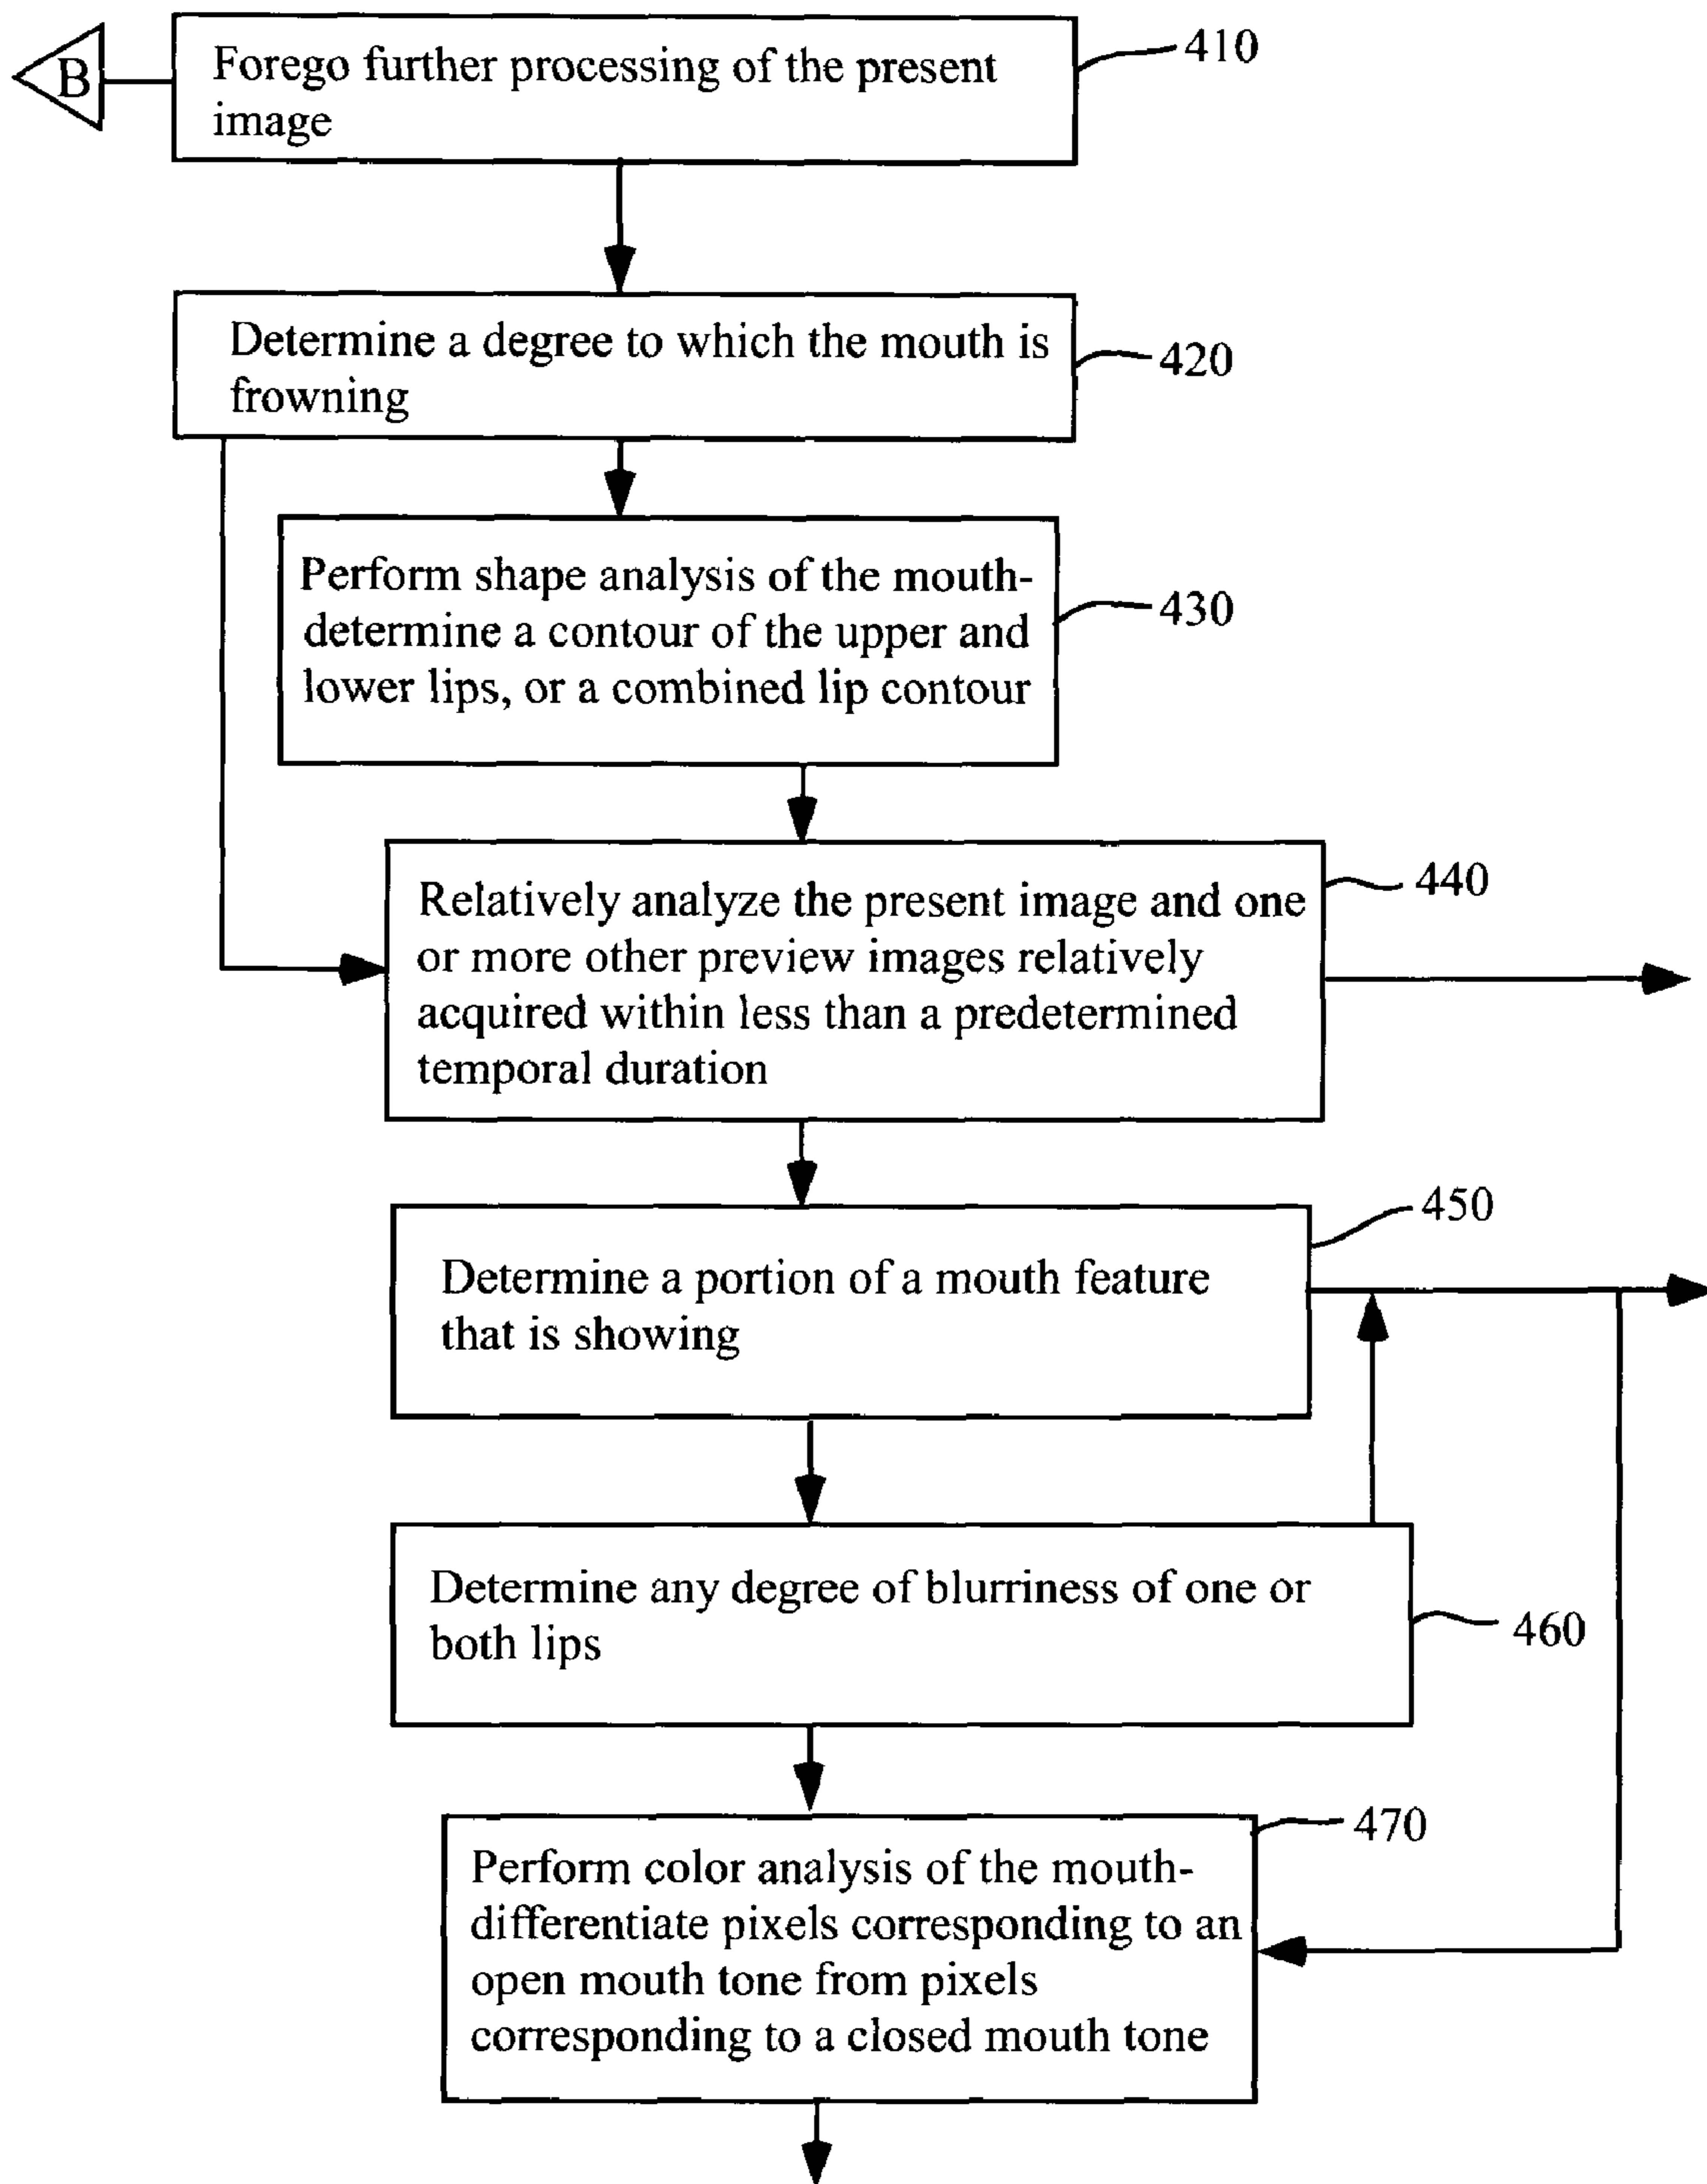 B
Forego further processing of the present
image
410
Determine a degree to which the mouth is
frowning
420
Perform shape analysis of the mouth-
determine a contour of the upper and
lower lips, or a combined lip contour
430
Relatively analyze the present image and one
or more other preview images relatively
acquired within less than a predetermined
temporal duration
440
Determine a portion of a mouth feature
that is showing
450
Determine any degree of blurriness of one or
both lips
460
Perform color analysis of the mouth-
differentiate pixels corresponding to an
open mouth tone from pixels
corresponding to a closed mouth tone
470